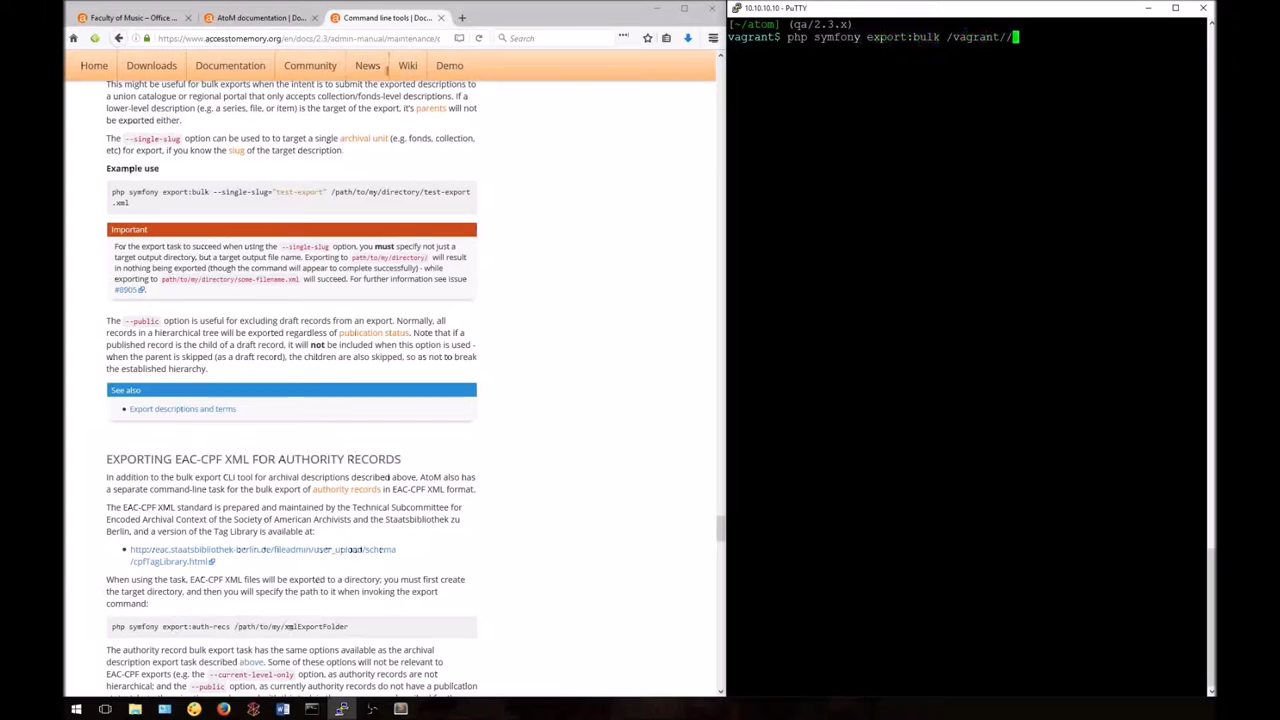 Faculty of Music – Office ...
AtoM documentation | Do...
Command line tools | Doc...
https://www.accesstomemory.org/en/docs/2.3/admin-manual/maintenance/c
Search
Home
Downloads
Documentation
Community
News
Wiki
Demo
This might be useful for bulk exports when the intent is to submit the exported descriptions to
a union catalogue or regional portal that only accepts collection/fonds-level descriptions. If a
lower-level description (e.g. a series, file, or item) is the target of the export, it's parents will not
be exported either.
The --single-slug option can be used to to target a single archival unit (e.g. fonds, collection,
etc) for export, if you know the slug of the target description.
Example use
php symfony export:bulk --single-slug="test-export" /path/to/my/directory/test-export
.xml
Important
For the export task to succeed when using the --single-slug option, you must specify not just a
target output directory, but a target output file name. Exporting to path/to/my/directory/ will result
in nothing being exported (though the command will appear to complete successfully) - while
exporting to path/to/my/directory/some-filename.xml will succeed. For further information see issue
#8905.
The --public option is useful for excluding draft records from an export. Normally, all
records in a hierarchical tree will be exported regardless of publication status. Note that if a
published record is the child of a draft record, it will not be included when this option is used -
when the parent is skipped (as a draft record), the children are also skipped, so as not to break
the established hierarchy.
See also
• Export descriptions and terms
EXPORTING EAC-CPF XML FOR AUTHORITY RECORDS
In addition to the bulk export CLI tool for archival descriptions described above, AtoM also has
a separate command-line task for the bulk export of authority records in EAC-CPF XML format.
The EAC-CPF XML standard is prepared and maintained by the Technical Subcommittee for
Encoded Archival Context of the Society of American Archivists and the Staatsbibliothek zu
Berlin, and a version of the Tag Library is available at:
• http://eac.staatsbibliothek-berlin.de/fileadmin/user_upload/schema
/cpfTagLibrary.html
When using the task, EAC-CPF XML files will be exported to a directory; you must first create
the target directory, and then you will specify the path to it when invoking the export
command:
php symfony export:auth-recs /path/to/my/xmlExportFolder
The authority record bulk export task has the same options available as the archival
description export task described above. Some of these options will not be relevant to
EAC-CPF exports (e.g. the --current-level-only option, as authority records are not
hierarchical; and the --public option, as currently authority records do not have a publication
10.10.10.10 - PuTTY
[~/atom] (qa/2.3.x)
vagrant$ php symfony export:bulk /vagrant//